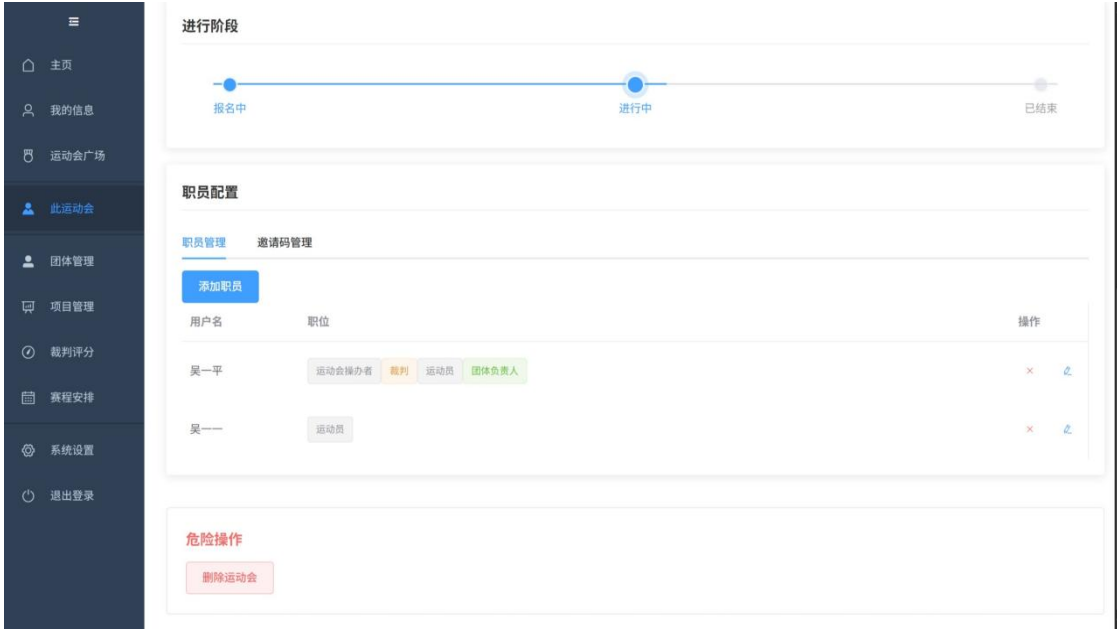 主页
我的信息
运动会广场
此运动会
团体管理
项目管理
裁判评分
赛程安排
系统设置
退出登录
进行阶段
报名中 进行中 已结束
职员配置
职员管理 邀请码管理
添加职员
用户名 职位 操作
吴一平 运动会操办者 裁判 运动员 团体负责人
吴一一 运动员
危险操作
删除运动会